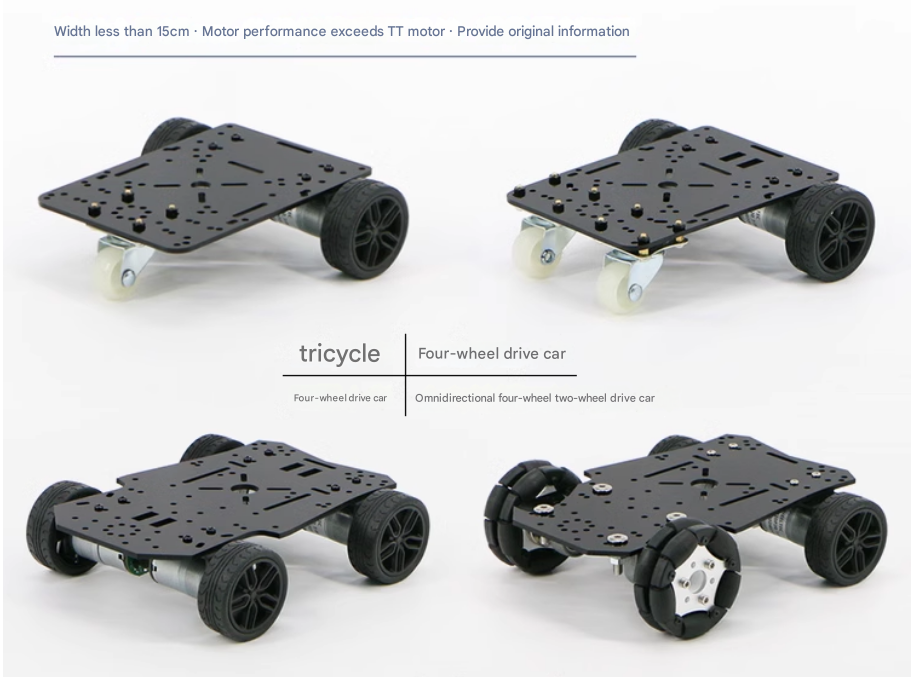 Width less than 15cm · Motor performance exceeds TT motor · Provide original information
tricycle
Four-wheel drive car
Four-wheel drive car
Omnidirectional four-wheel two-wheel drive car